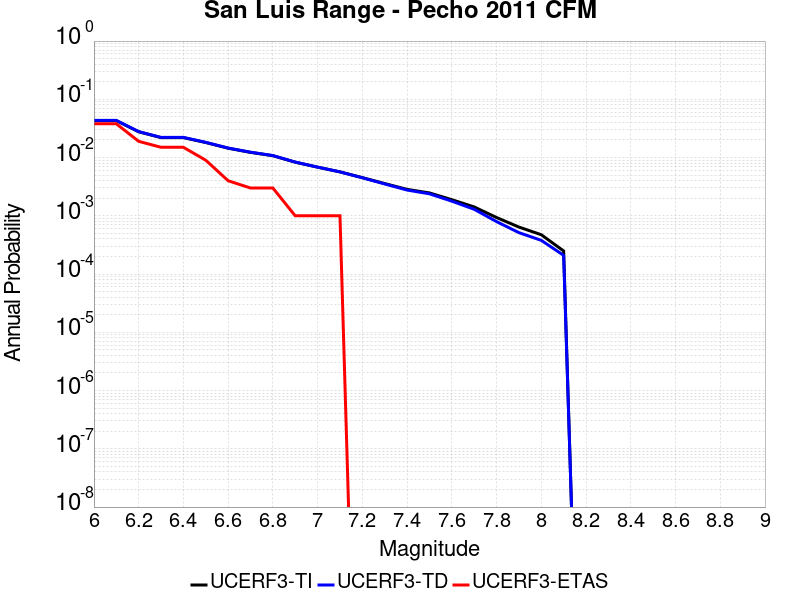 San Luis Range - Pecho 2011 CFM
10^0
10^-1
10^-2
10^-3
10^-4
10^-5
10^-6
10^-7
10^-8
Annual Probability
6 6.2 6.4 6.6 6.8 7 7.2 7.4 7.6 7.8 8 8.2 8.4 8.6 8.8 9
Magnitude
UCERF3-TI UCERF3-TD UCERF3-ETAS